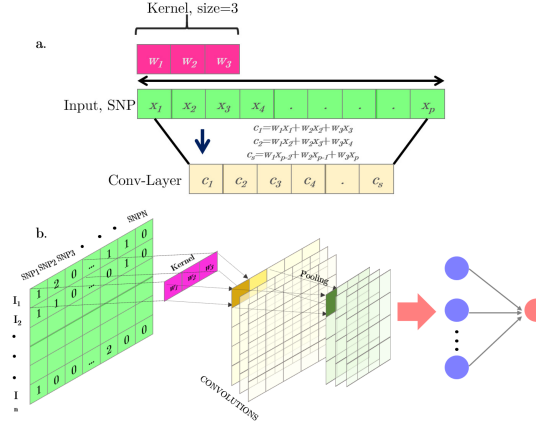 Kernel, size=3
a.
w1 w2 w3
Input, SNP x1 x2 x3 x4 . . . . xp
c1=w1x1+w2x2+w3x3
c2=w1x2+w2x3+w3x4
cs=w1xp-2+w2xp-1+w3xp
Conv-Layer c1 c2 c3 c4 . cs
b.
SNP1 SNP2 SNP3 • • • SNPN
Kernel
w1 w2 w3
Pooling
I1 1 2 0 ... 1 1 0
I2 1 1 0 ... 0 1 0
•
•
•
I n 1 0 0 ... 2 0 0
CONVOLUTIONS